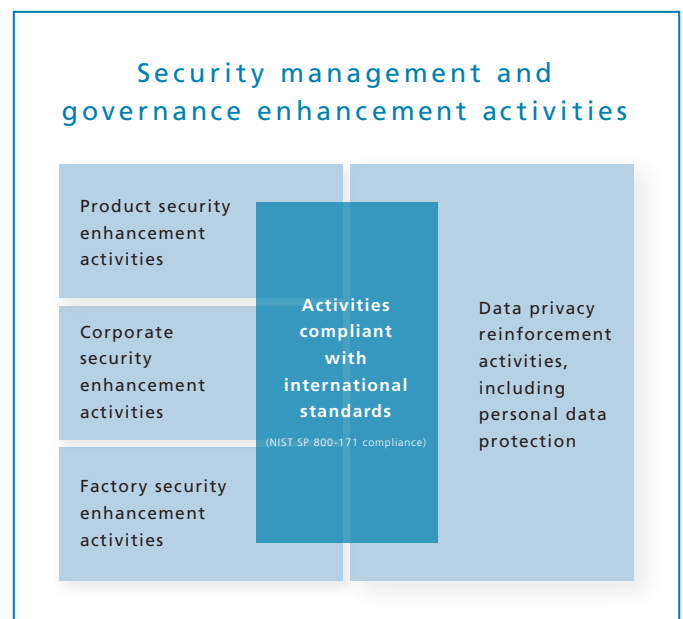 Security management and
governance enhancement activities
Product security
enhancement
activities
Corporate
security
enhancement
activities
Factory security
enhancement
activities
Activities
compliant
with
international
standards
(NIST SP 800-171 compliance)
Data privacy
reinforcement
activities,
including
personal data
protection